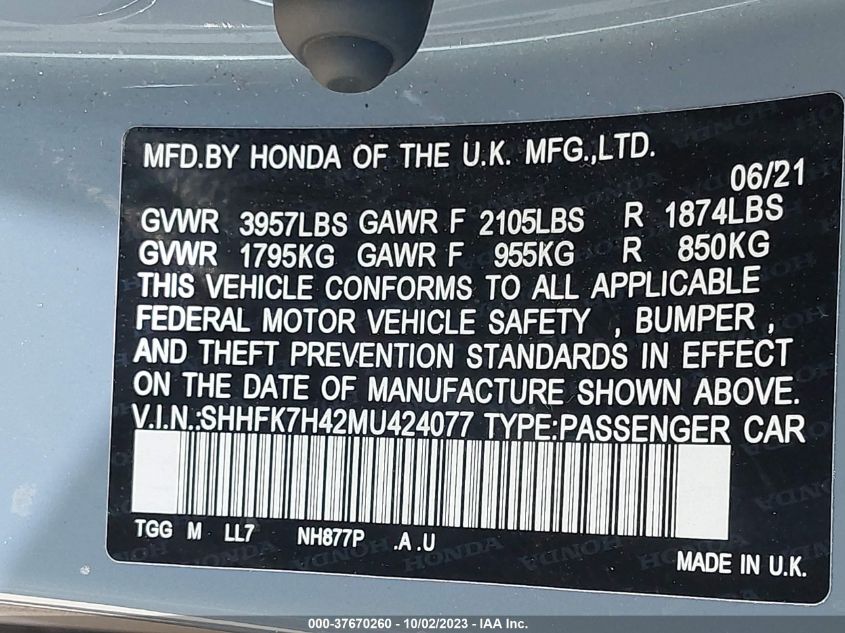 MFD.BY HONDA OF THE U.K. MFG.,LTD.
06/21
GVWR 3957LBS GAWR F 2105LBS R 1874LBS
GVWR 1795KG GAWR F 955KG R 850KG
THIS VEHICLE CONFORMS TO ALL APPLICABLE
FEDERAL MOTOR VEHICLE SAFETY , BUMPER ,
AND THEFT PREVENTION STANDARDS IN EFFECT
ON THE DATE OF MANUFACTURE SHOWN ABOVE.
V.I.N.:SHHFK7H42MU424077 TYPE:PASSENGER CAR
TGG M LL7 NH877P .A .U
MADE IN U.K.
000-37670260 - 10/02/2023 - IAA Inc.